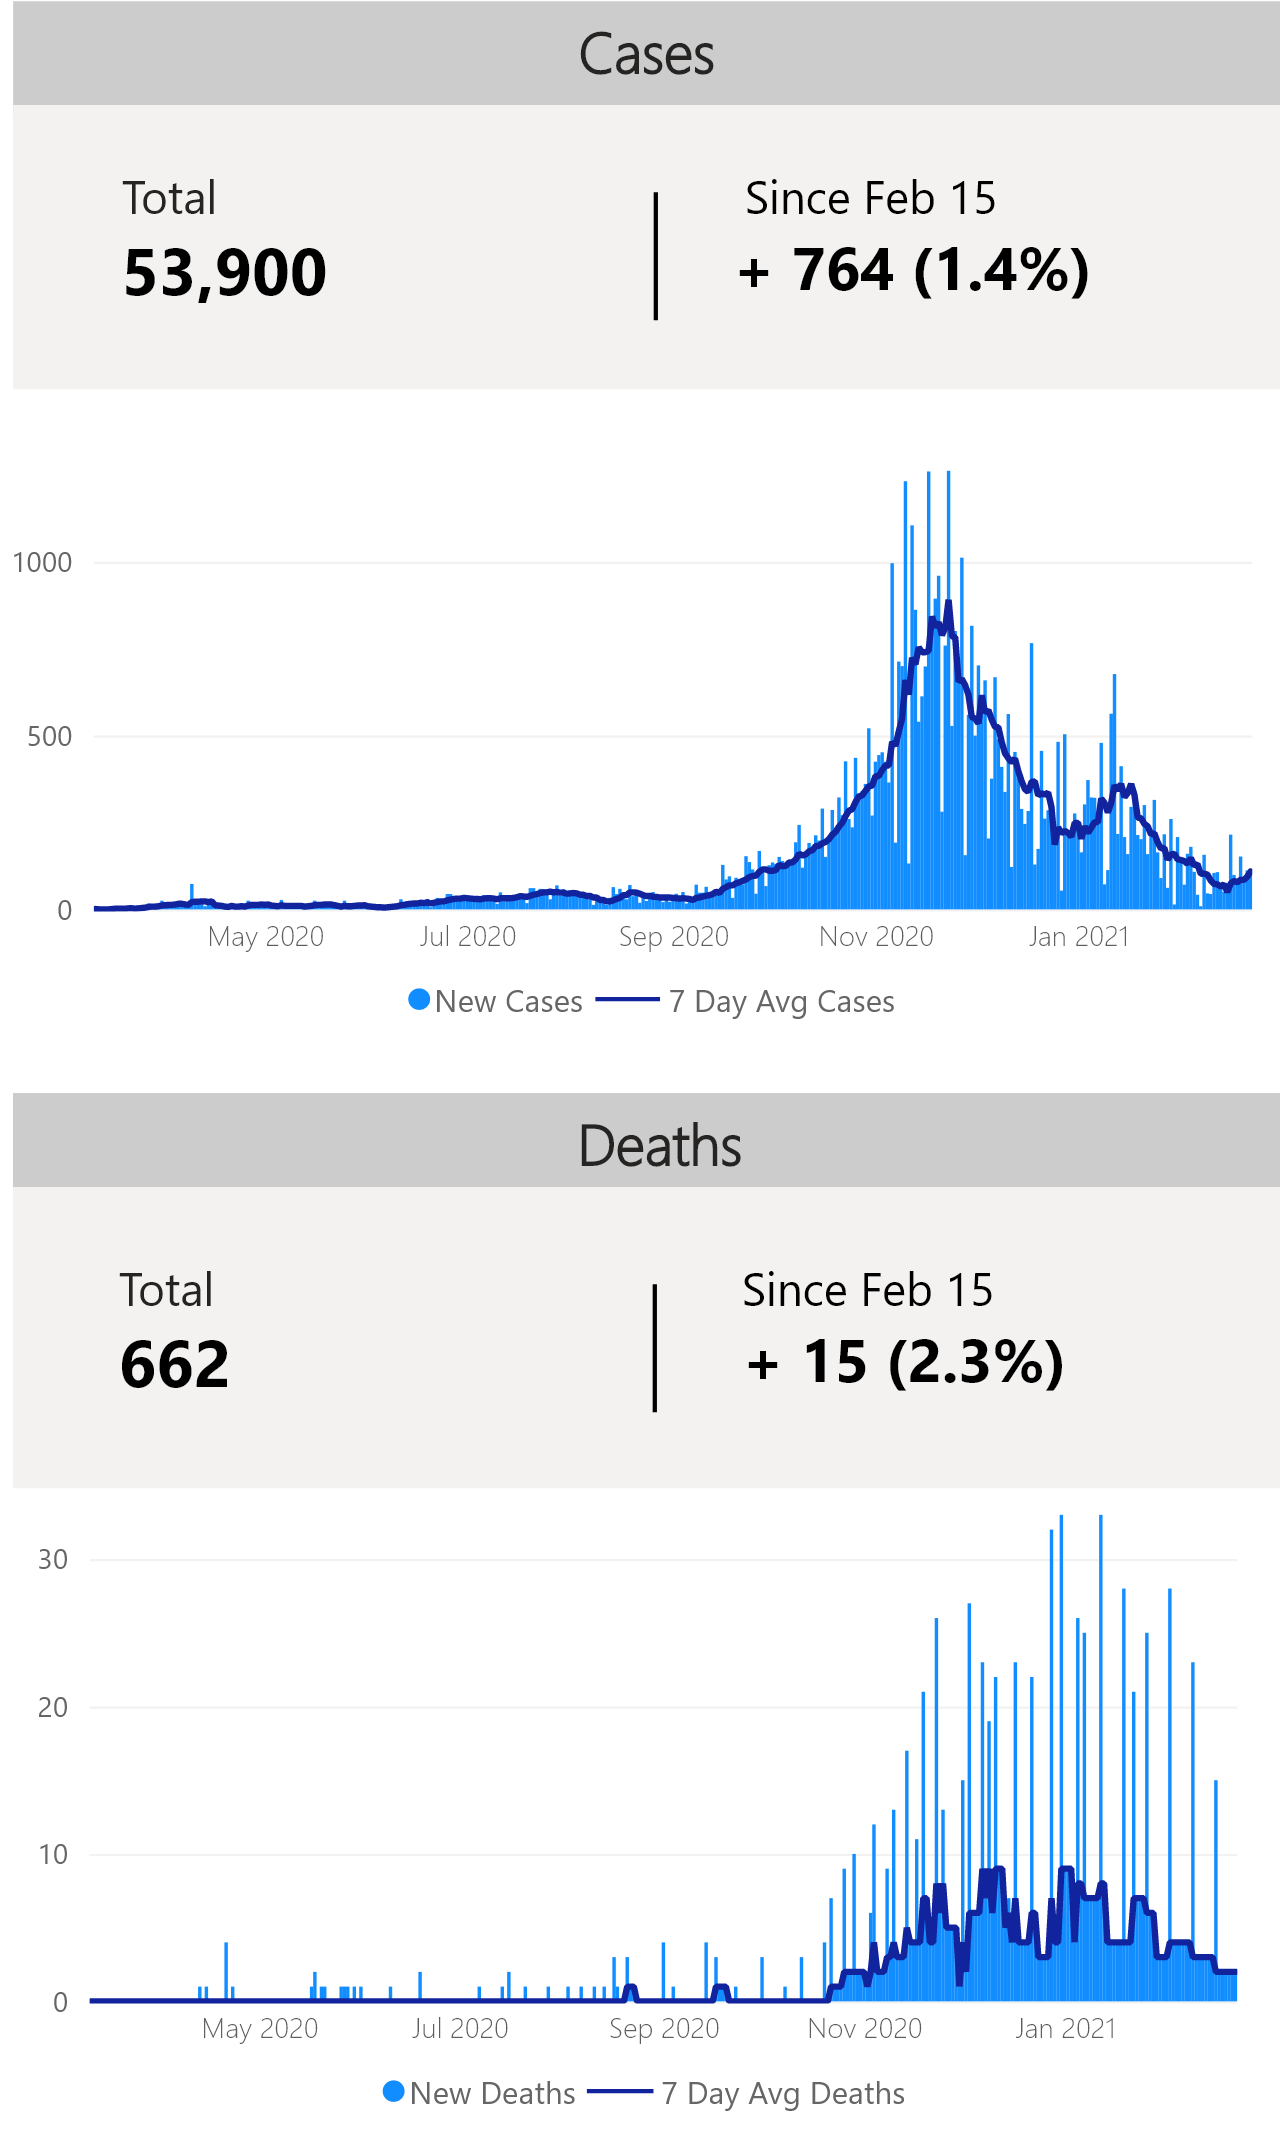 Cases
Total
Since Feb 15
53,900
+ 764 (1.4%)
1000
500
0
May 2020
Jul 2020
Sep 2020
Nov 2020
Jan 2021
New Cases
7 Day Avg Cases
Deaths
Total
Since Feb 15
662
+ 15 (2.3%)
30
20
10
0
May 2020
Jul 2020
Sep 2020
Nov 2020
Jan 2021
New Deaths
7 Day Avg Deaths